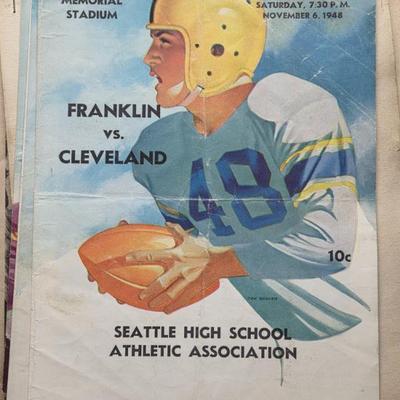 MEMORIAL
STADIUM
SATURDAY, 7:30 P. M.
NOVEMBER 6, 1948
FRANKLIN
vs.
CLEVELAND
48
10c
SEATTLE HIGH SCHOOL
ATHLETIC ASSOCIATION